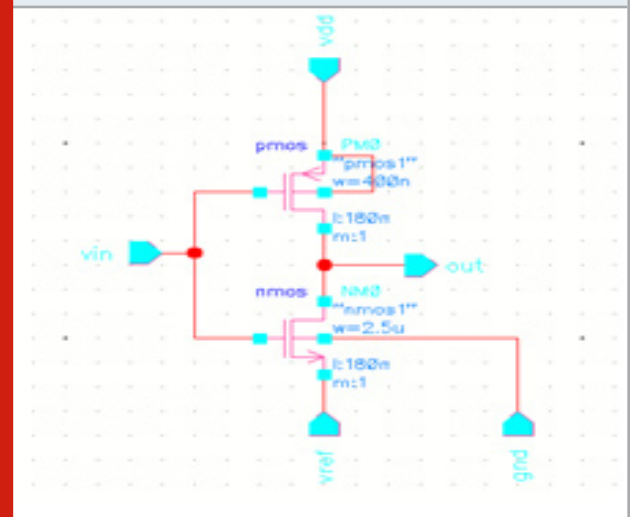 vdd
pmos
PM0
"pmos1"
w=400n
l:180n
m:1
vin
out
nmos
NM0
"nmos1"
w=2.5u
l:180n
m:1
vref
gnd